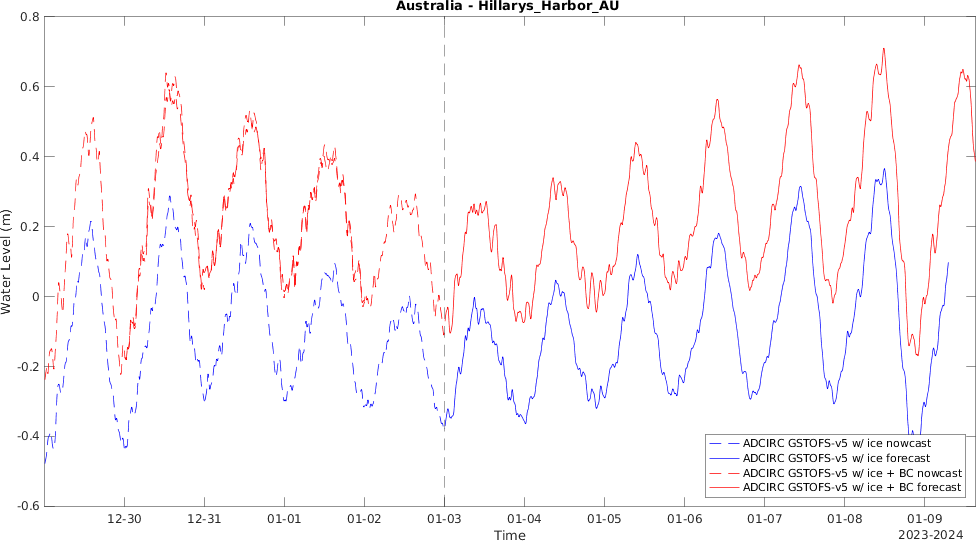 Australia - Hillarys_Harbor_AU
0.8
0.6
0.4
0.2
0
-0.2
-0.4
-0.6
Water Level (m)
ADCIRC GSTOFS-v5 w/ ice nowcast
ADCIRC GSTOFS-v5 w/ ice forecast
ADCIRC GSTOFS-v5 w/ ice + BC nowcast
ADCIRC GSTOFS-v5 w/ ice + BC forecast
12-30 12-31 01-01 01-02 01-03 01-04 01-05 01-06 01-07 01-08 01-09
Time
2023-2024